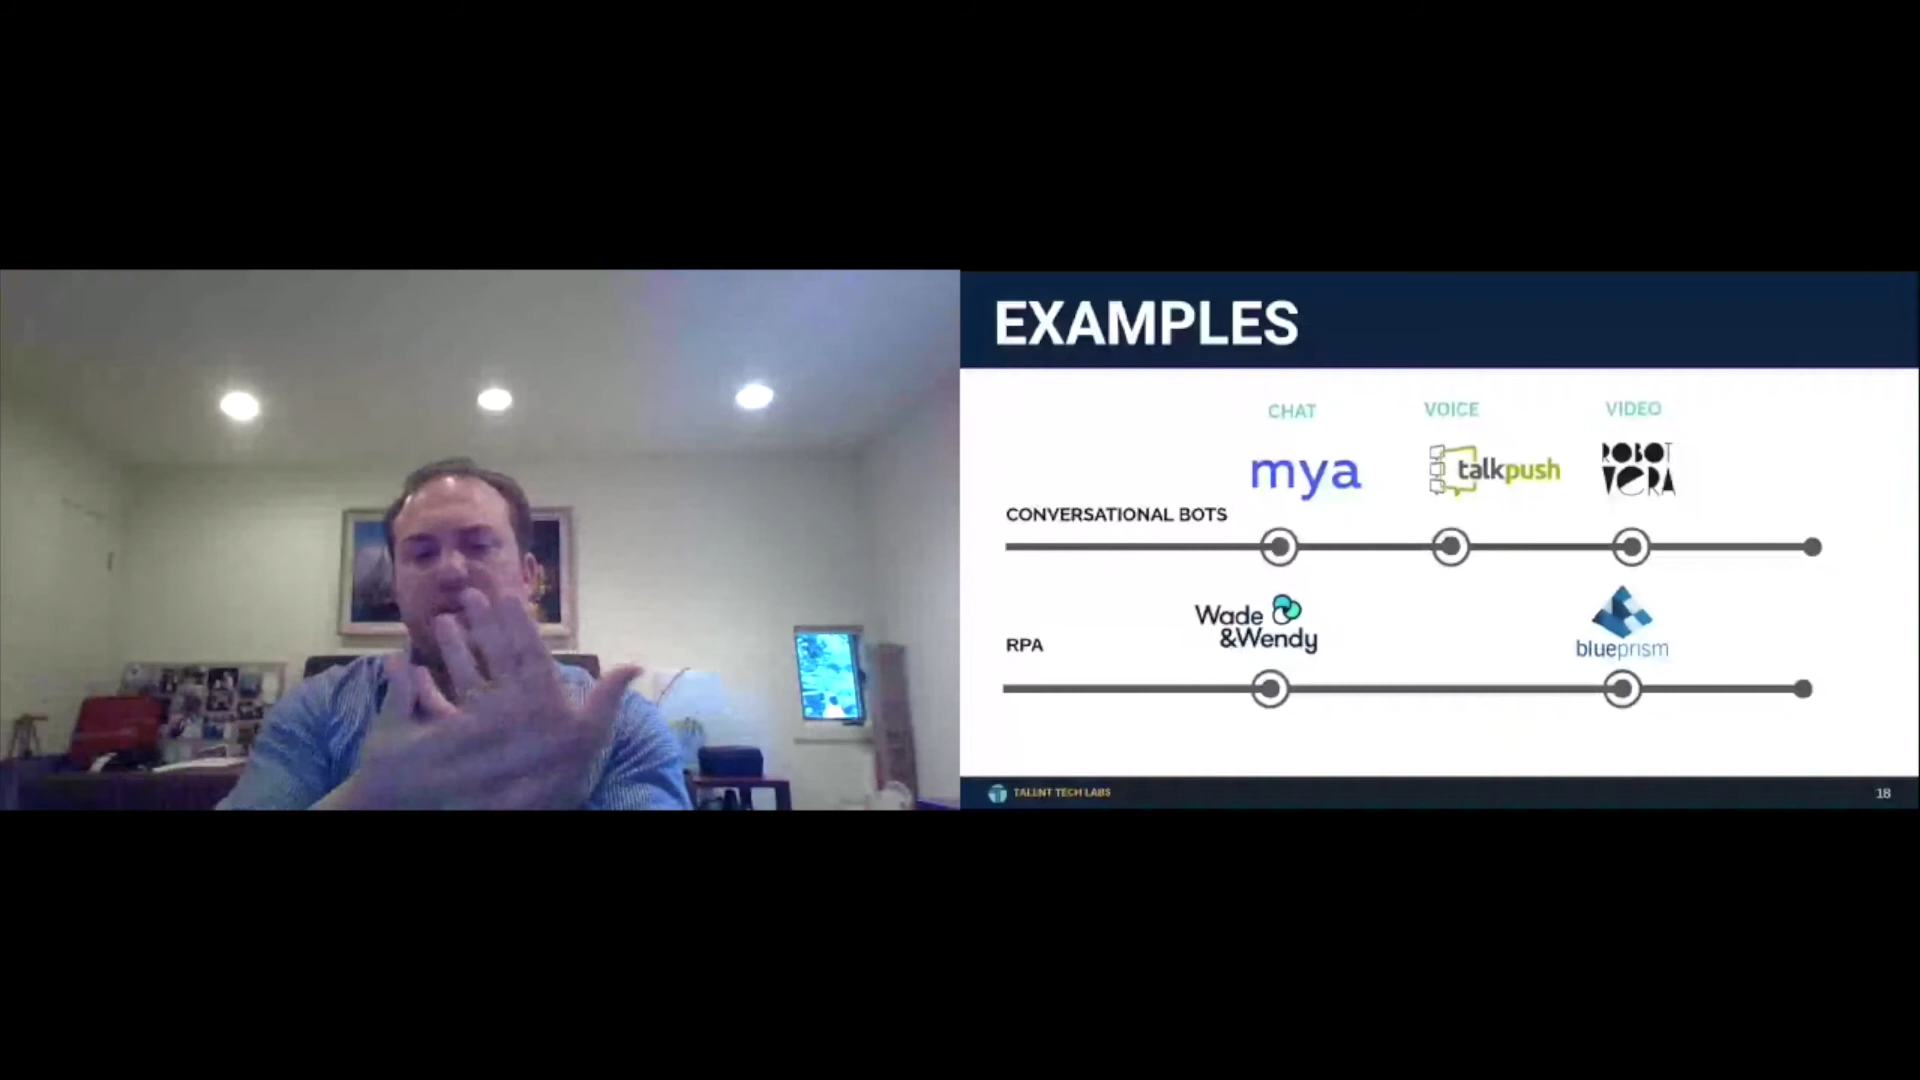 EXAMPLES
CHAT VOICE VIDEO
mya talkpush ROBOT VERA
CONVERSATIONAL BOTS
Wade &Wendy blueprism
RPA
TALENT TECH LABS 18